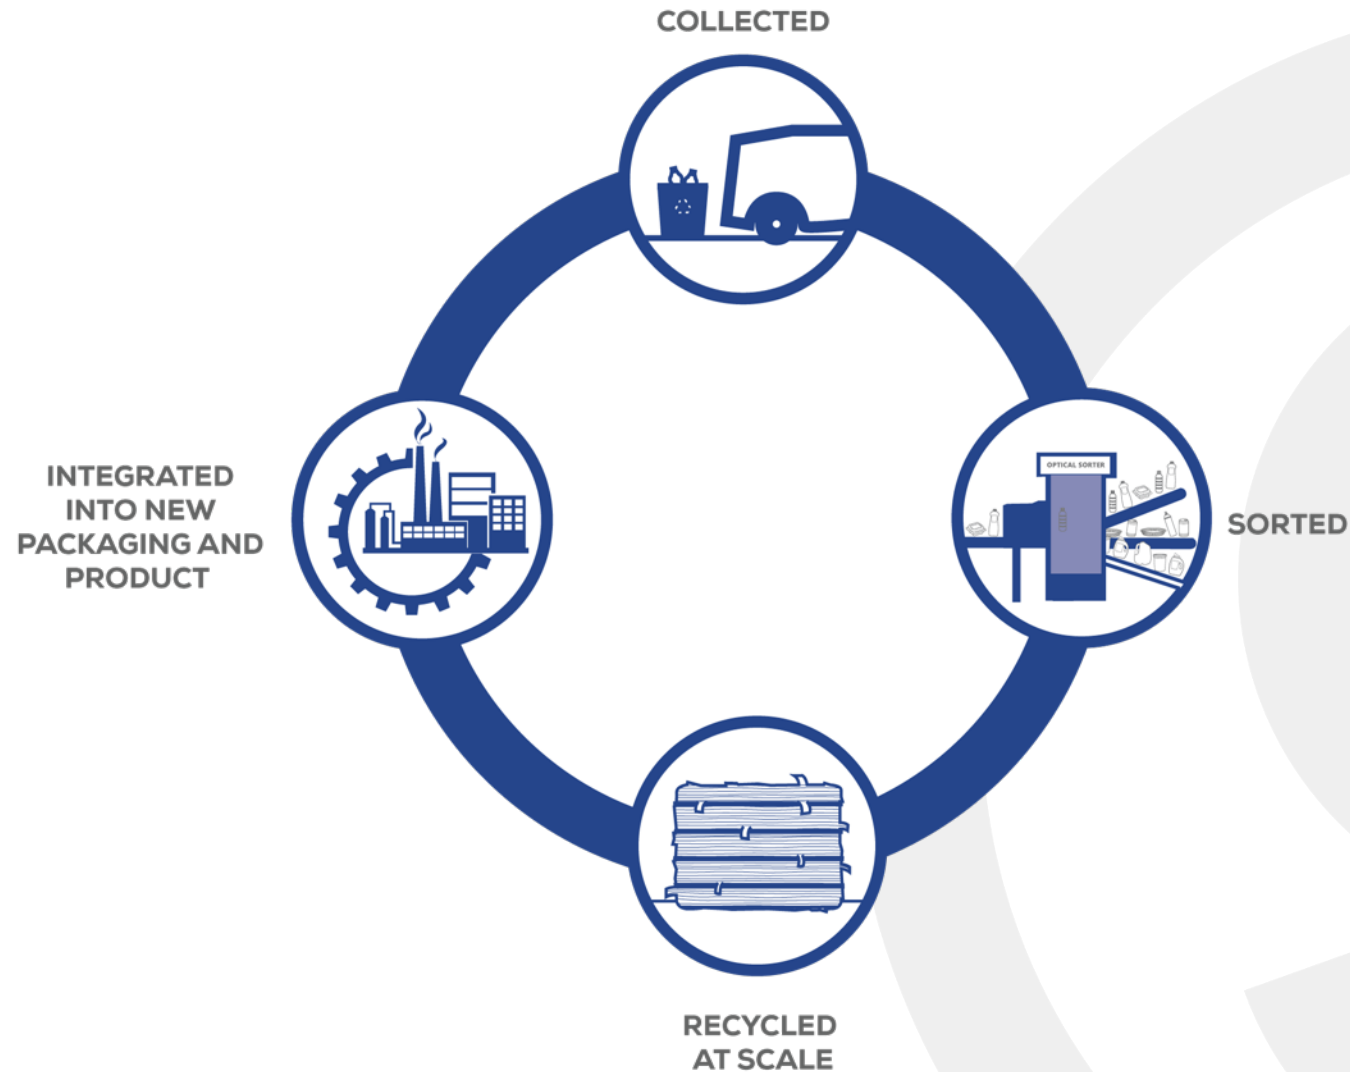 COLLECTED
OPTICAL SORTER
SORTED
INTEGRATED
INTO NEW
PACKAGING AND
PRODUCT
RECYCLED
AT SCALE